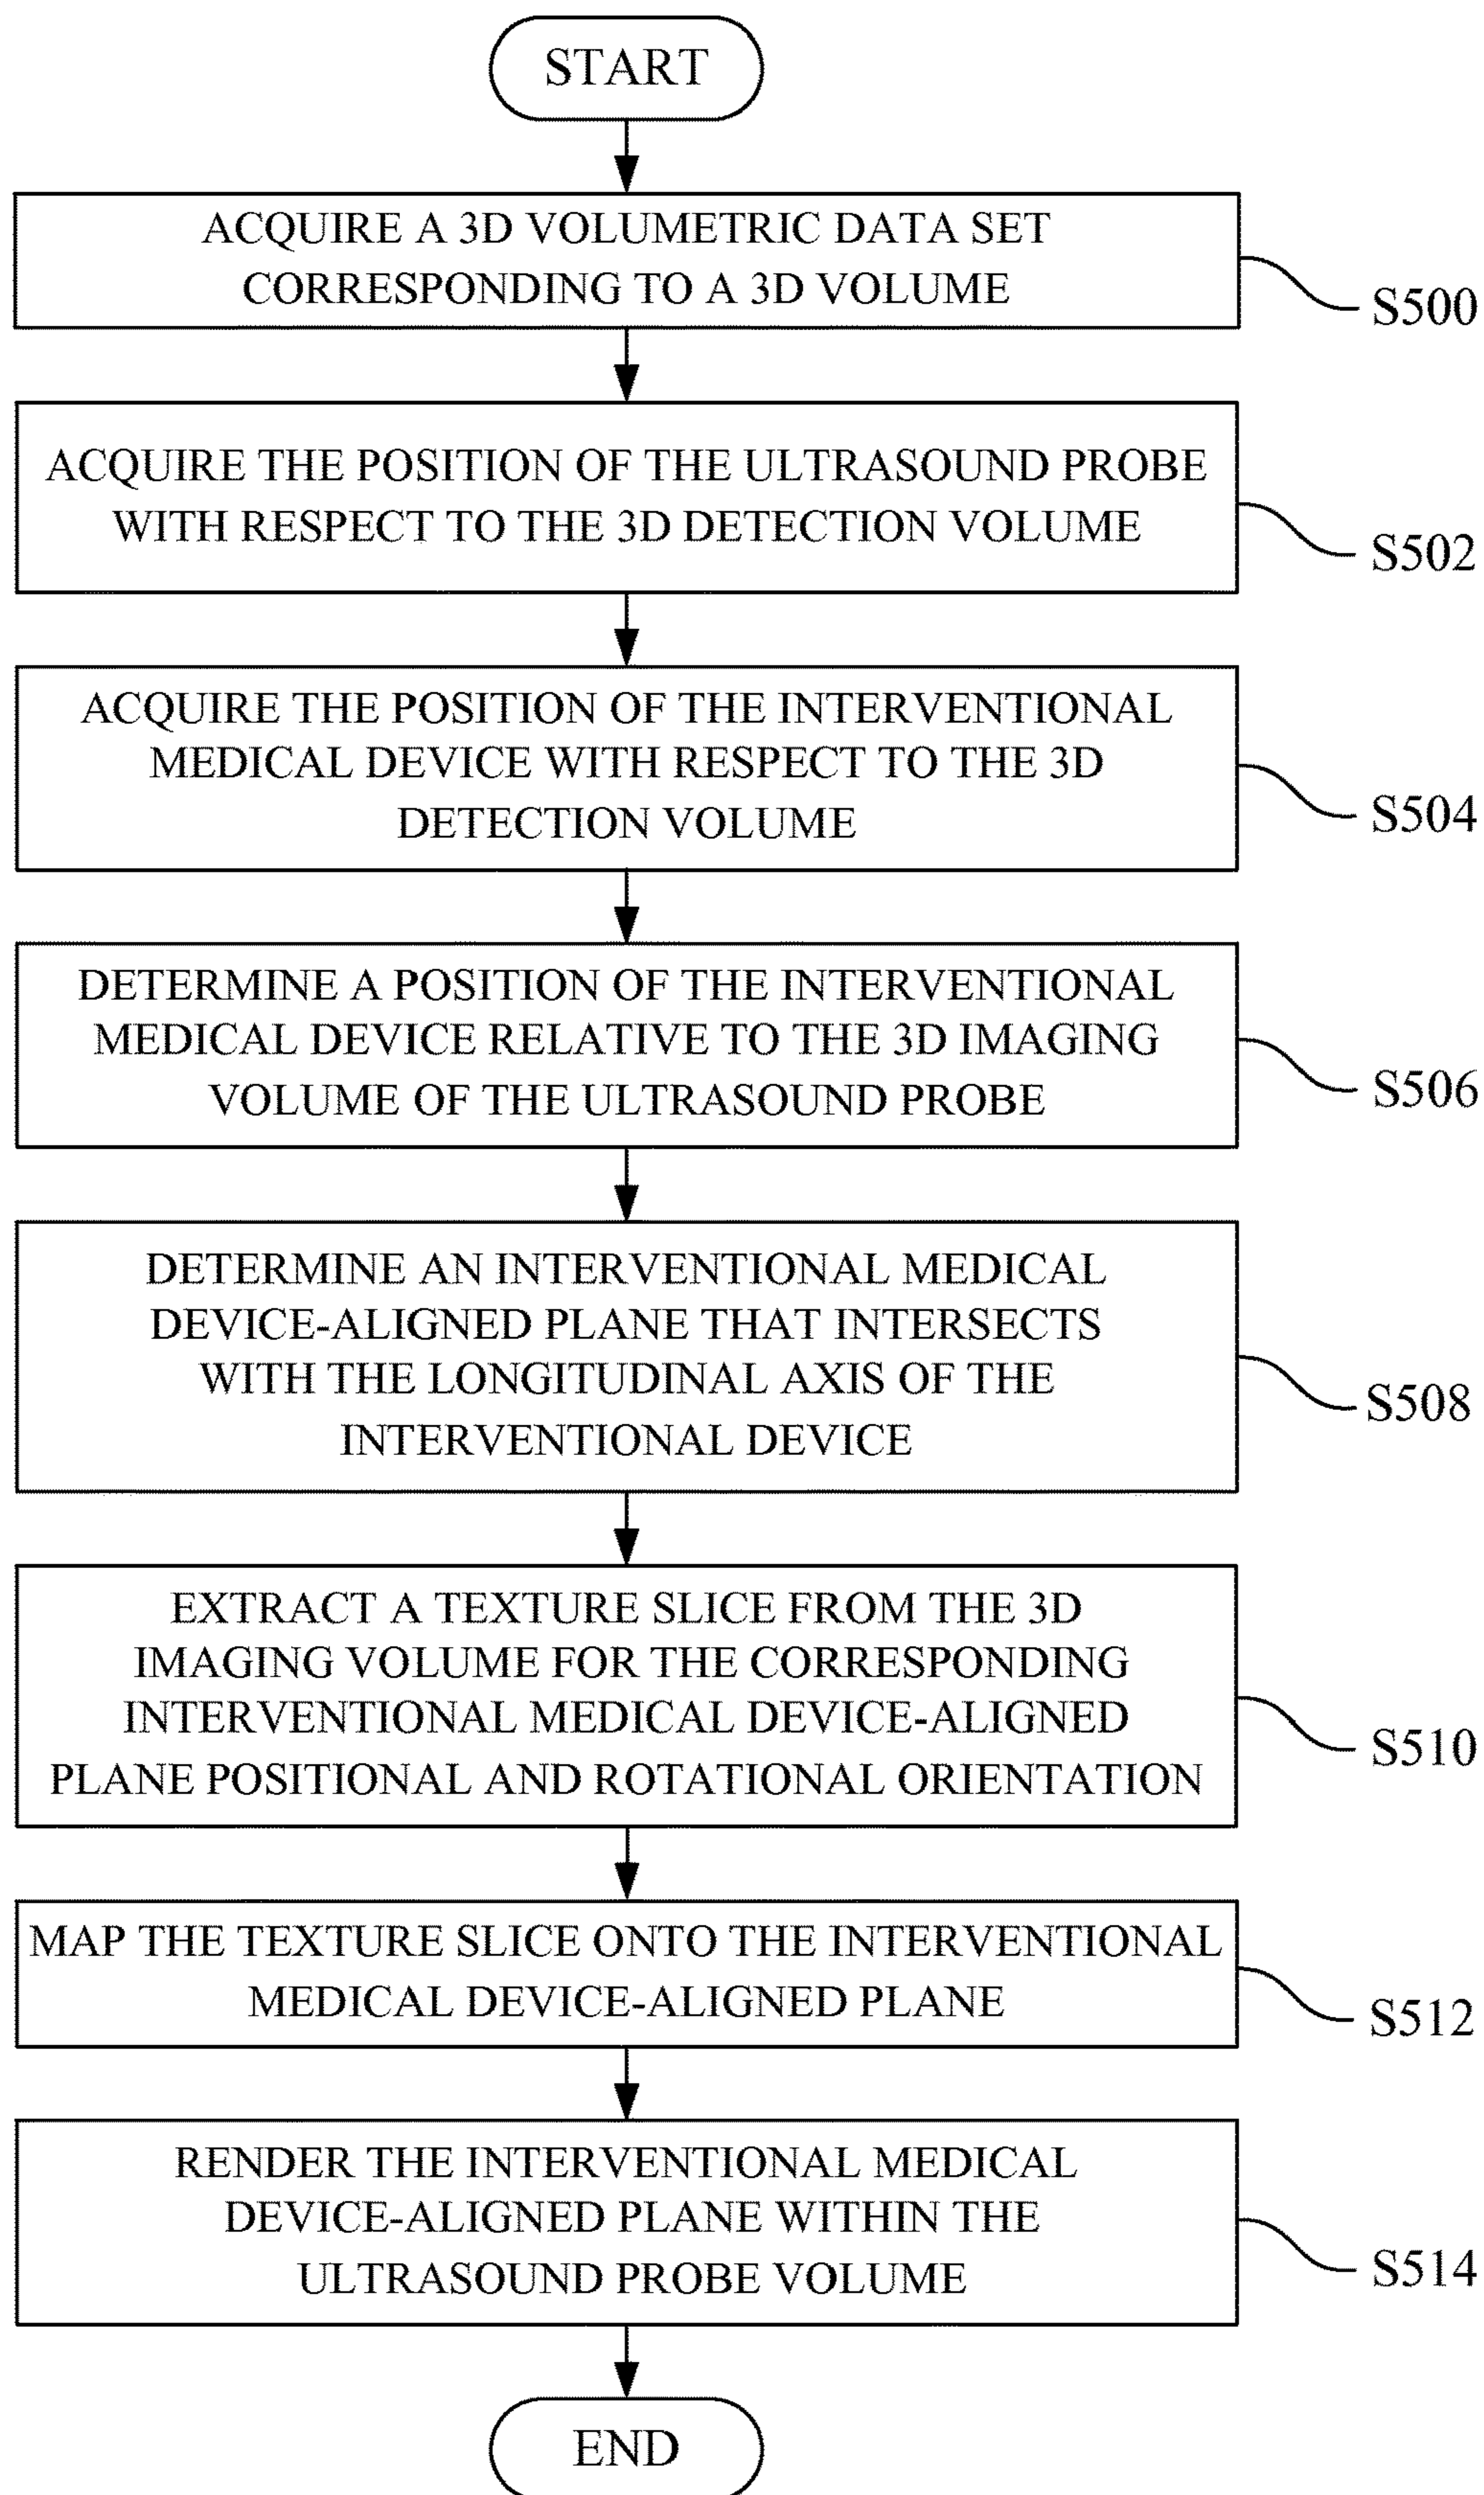 START
ACQUIRE A 3D VOLUMETRIC DATA SET
CORRESPONDING TO A 3D VOLUME
S500
ACQUIRE THE POSITION OF THE ULTRASOUND PROBE
WITH RESPECT TO THE 3D DETECTION VOLUME
S502
ACQUIRE THE POSITION OF THE INTERVENTIONAL
MEDICAL DEVICE WITH RESPECT TO THE 3D
DETECTION VOLUME
S504
DETERMINE A POSITION OF THE INTERVENTIONAL
MEDICAL DEVICE RELATIVE TO THE 3D IMAGING
VOLUME OF THE ULTRASOUND PROBE
S506
DETERMINE AN INTERVENTIONAL MEDICAL
DEVICE-ALIGNED PLANE THAT INTERSECTS
WITH THE LONGITUDINAL AXIS OF THE
INTERVENTIONAL DEVICE
S508
EXTRACT A TEXTURE SLICE FROM THE 3D
IMAGING VOLUME FOR THE CORRESPONDING
INTERVENTIONAL MEDICAL DEVICE-ALIGNED
PLANE POSITIONAL AND ROTATIONAL ORIENTATION
S510
MAP THE TEXTURE SLICE ONTO THE INTERVENTIONAL
MEDICAL DEVICE-ALIGNED PLANE
S512
RENDER THE INTERVENTIONAL MEDICAL
DEVICE-ALIGNED PLANE WITHIN THE
ULTRASOUND PROBE VOLUME
S514
END